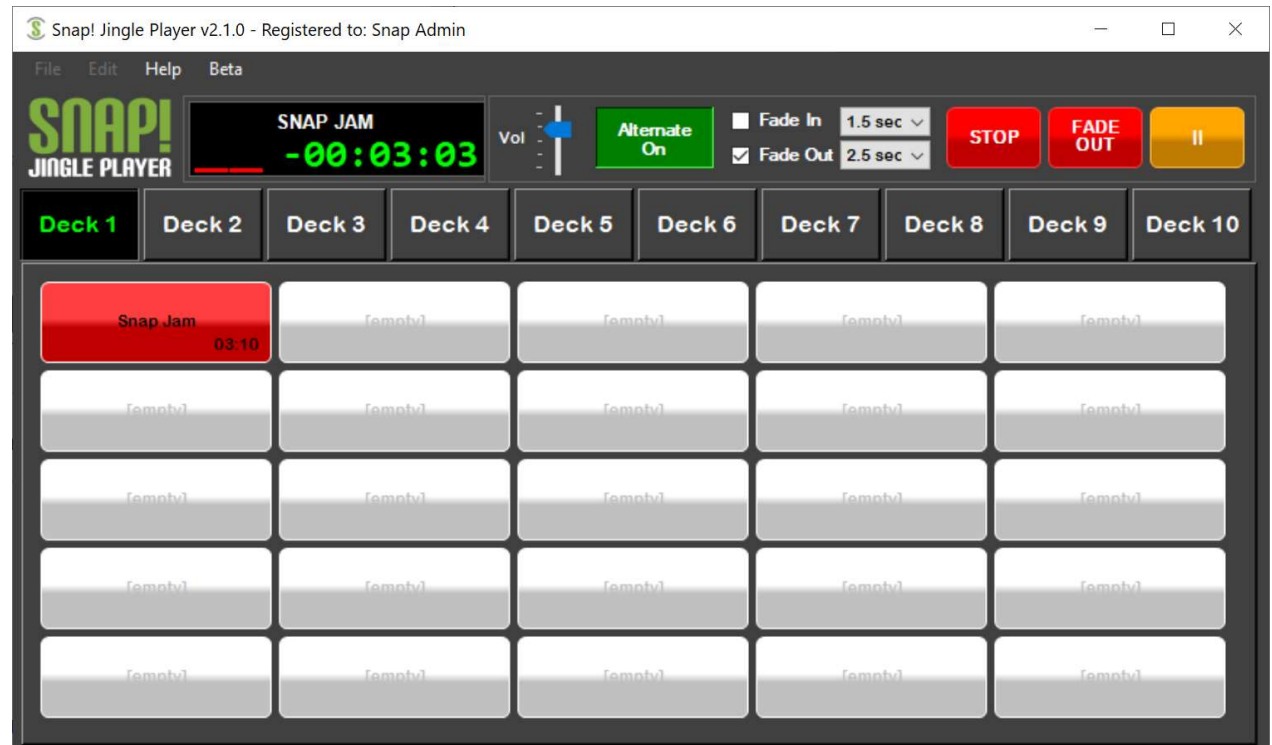 Snap! Jingle Player v2.1.0 - Registered to: Snap Admin
File Edit Help Beta
SNAP!
JINGLE PLAYER
SNAP JAM
-00:03:03
Vol
Alternate
On
Fade In 1.5 sec
Fade Out 2.5 sec
STOP
FADE
OUT
Deck 1 Deck 2 Deck 3 Deck 4 Deck 5 Deck 6 Deck 7 Deck 8 Deck 9 Deck 10
Snap Jam [empty] [empty] [empty] [empty]
03:10
[empty] [empty] [empty] [empty] [empty]
[empty] [empty] [empty] [empty] [empty]
[empty] [empty] [empty] [empty] [empty]
[empty] [empty] [empty] [empty] [empty]